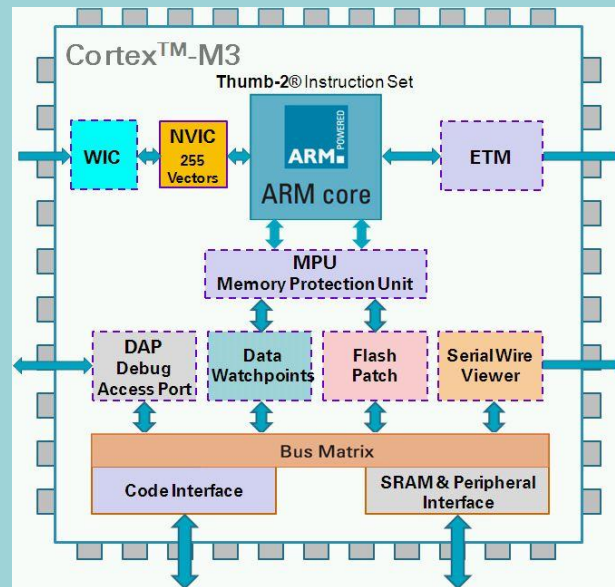 Cortex™-M3
Thumb-2® Instruction Set
WIC
NVIC
255
Vectors
ARM
POWERED
ARM core
ETM
MPU
Memory Protection Unit
DAP
Debug
Access Port
Data
Watchpoints
Flash
Patch
Serial Wire
Viewer
Bus Matrix
Code Interface
SRAM & Peripheral
Interface